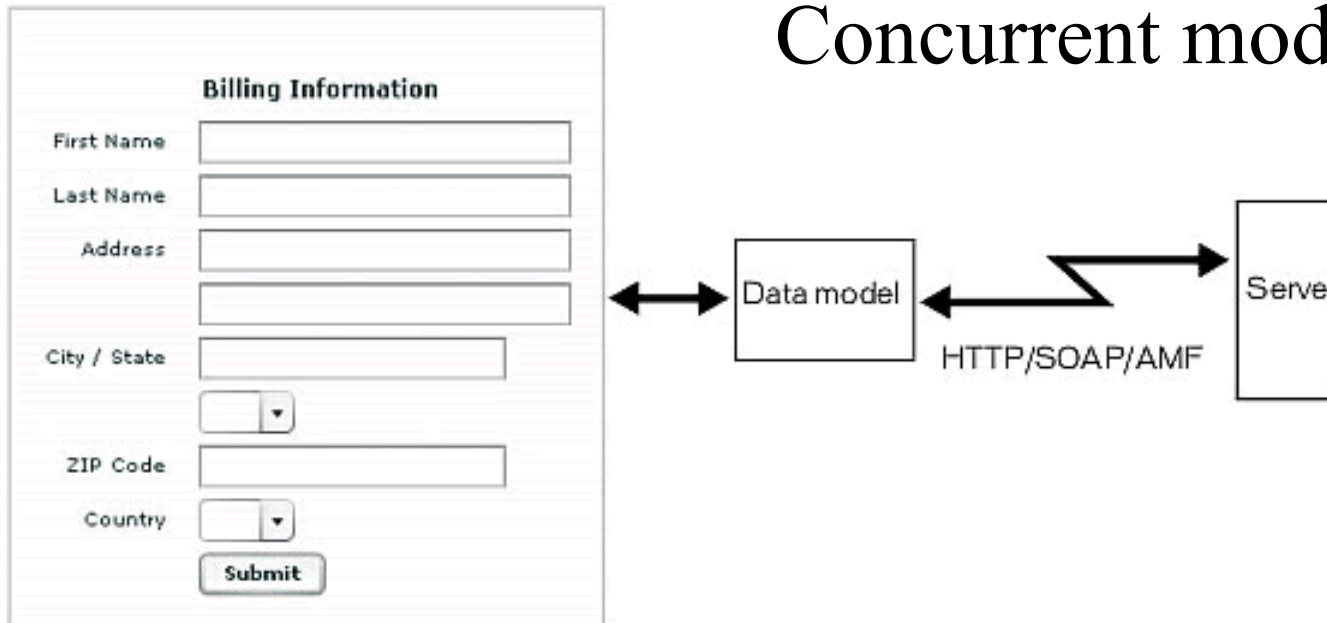 Concurrent mod
Billing Information
First Name
Last Name
Address
City / State
ZIP Code
Country
Submit
Data model
HTTP/SOAP/AMF
Serve